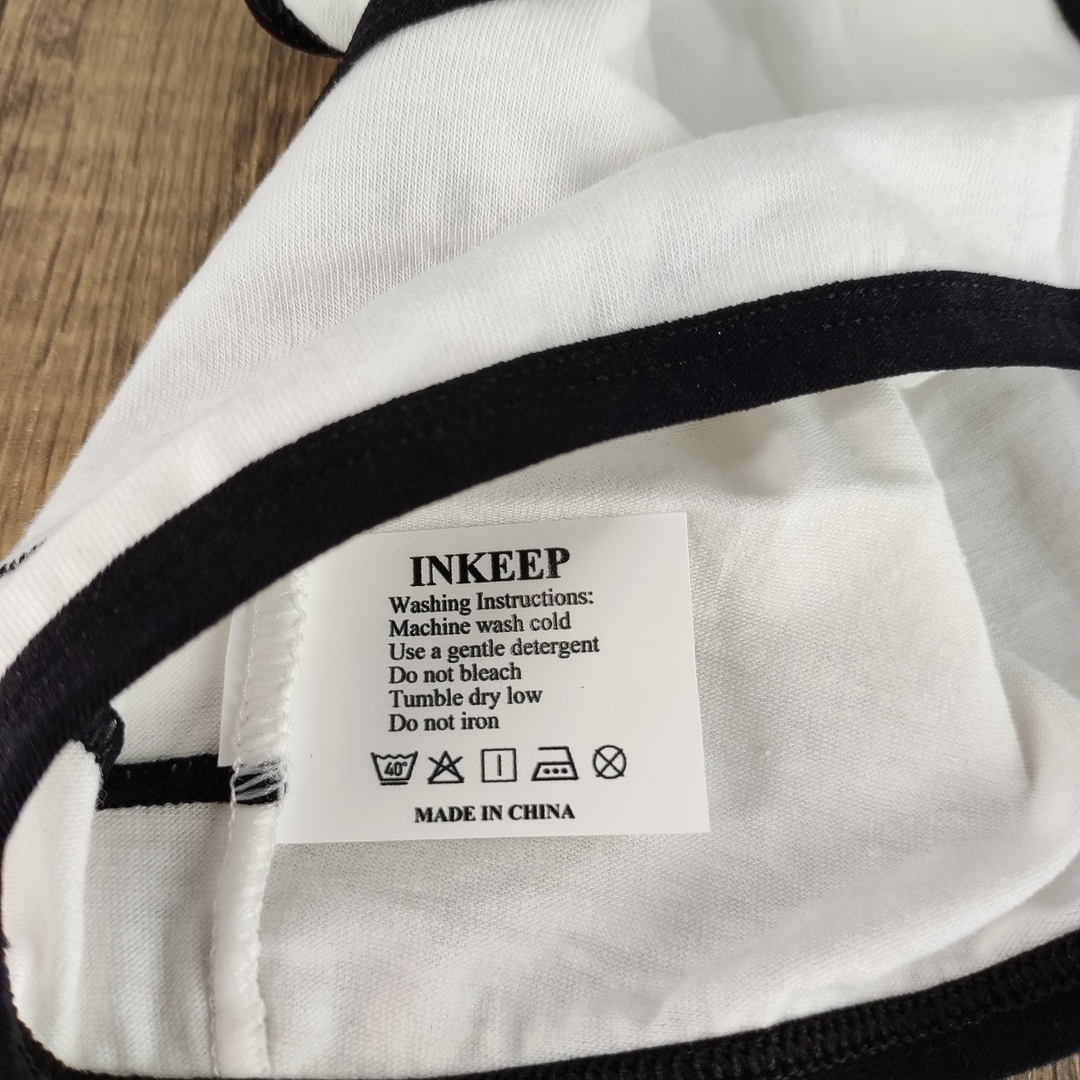 INKEEP
Washing Instructions:
Machine wash cold
Use a gentle detergent
Do not bleach
Tumble dry low
Do not iron
40°
MADE IN CHINA